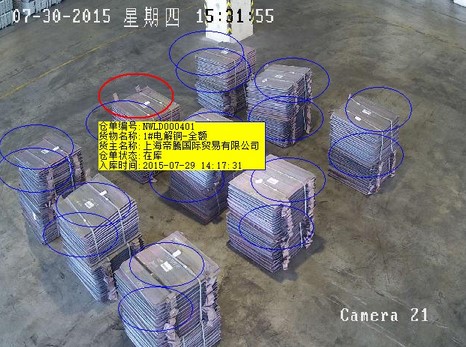 07-30-2015 星期四 15:31:55
仓单编号:NWLD000401
货物名称:1#电解铜-全额
货主名称:上海帝腾国际贸易有限公司
仓单状态:在库
入库时间:2015-07-29 14:17:31
Camera 21